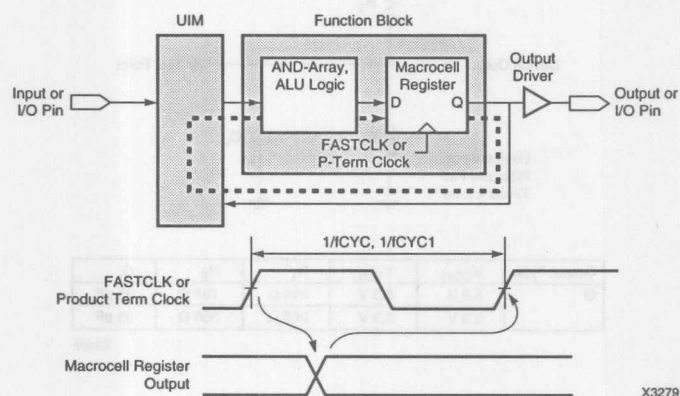 UIM
Function Block
Input or
I/O Pin
AND-Array,
ALU Logic
Macrocell
Register
D
Q
FASTCLK or
P-Term Clock
Output
Driver
Output or
I/O Pin
1/fCYC, 1/fCYC1
FASTCLK or
Product Term Clock
Macrocell Register
Output
X3279